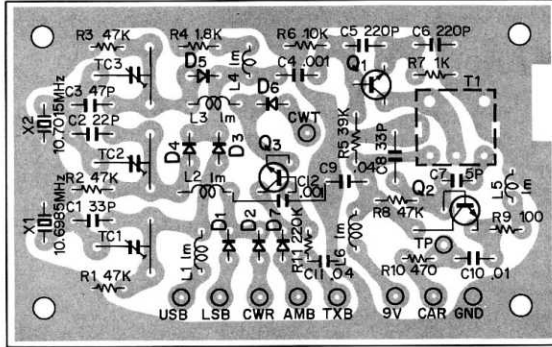 R3 47K
R4 1.8K
R6 10K
C5 220P
C6 220P
TC3
D5
L4
1m
C4 .001
Q1
R7 1K
T1
C3 47P
L3 1m
D6
X2
10.7015MHz
C2 22P
CWT
R5 39K
C8 33P
D4
D3
Q3
TC2
R2 47K
L2 1m
C12
.001
C9
.04
C7
5P
Q2
L5
1m
X1
10.6985MHz
C1 33P
D1
D2
D7
R8 47K
R9 100
TC1
L1 1m
R11 220K
L6
1m
TP
R1 47K
C11 .04
R10 470
C10 .01
USB
LSB
CWR
AMB
TXB
9V
CAR
GND